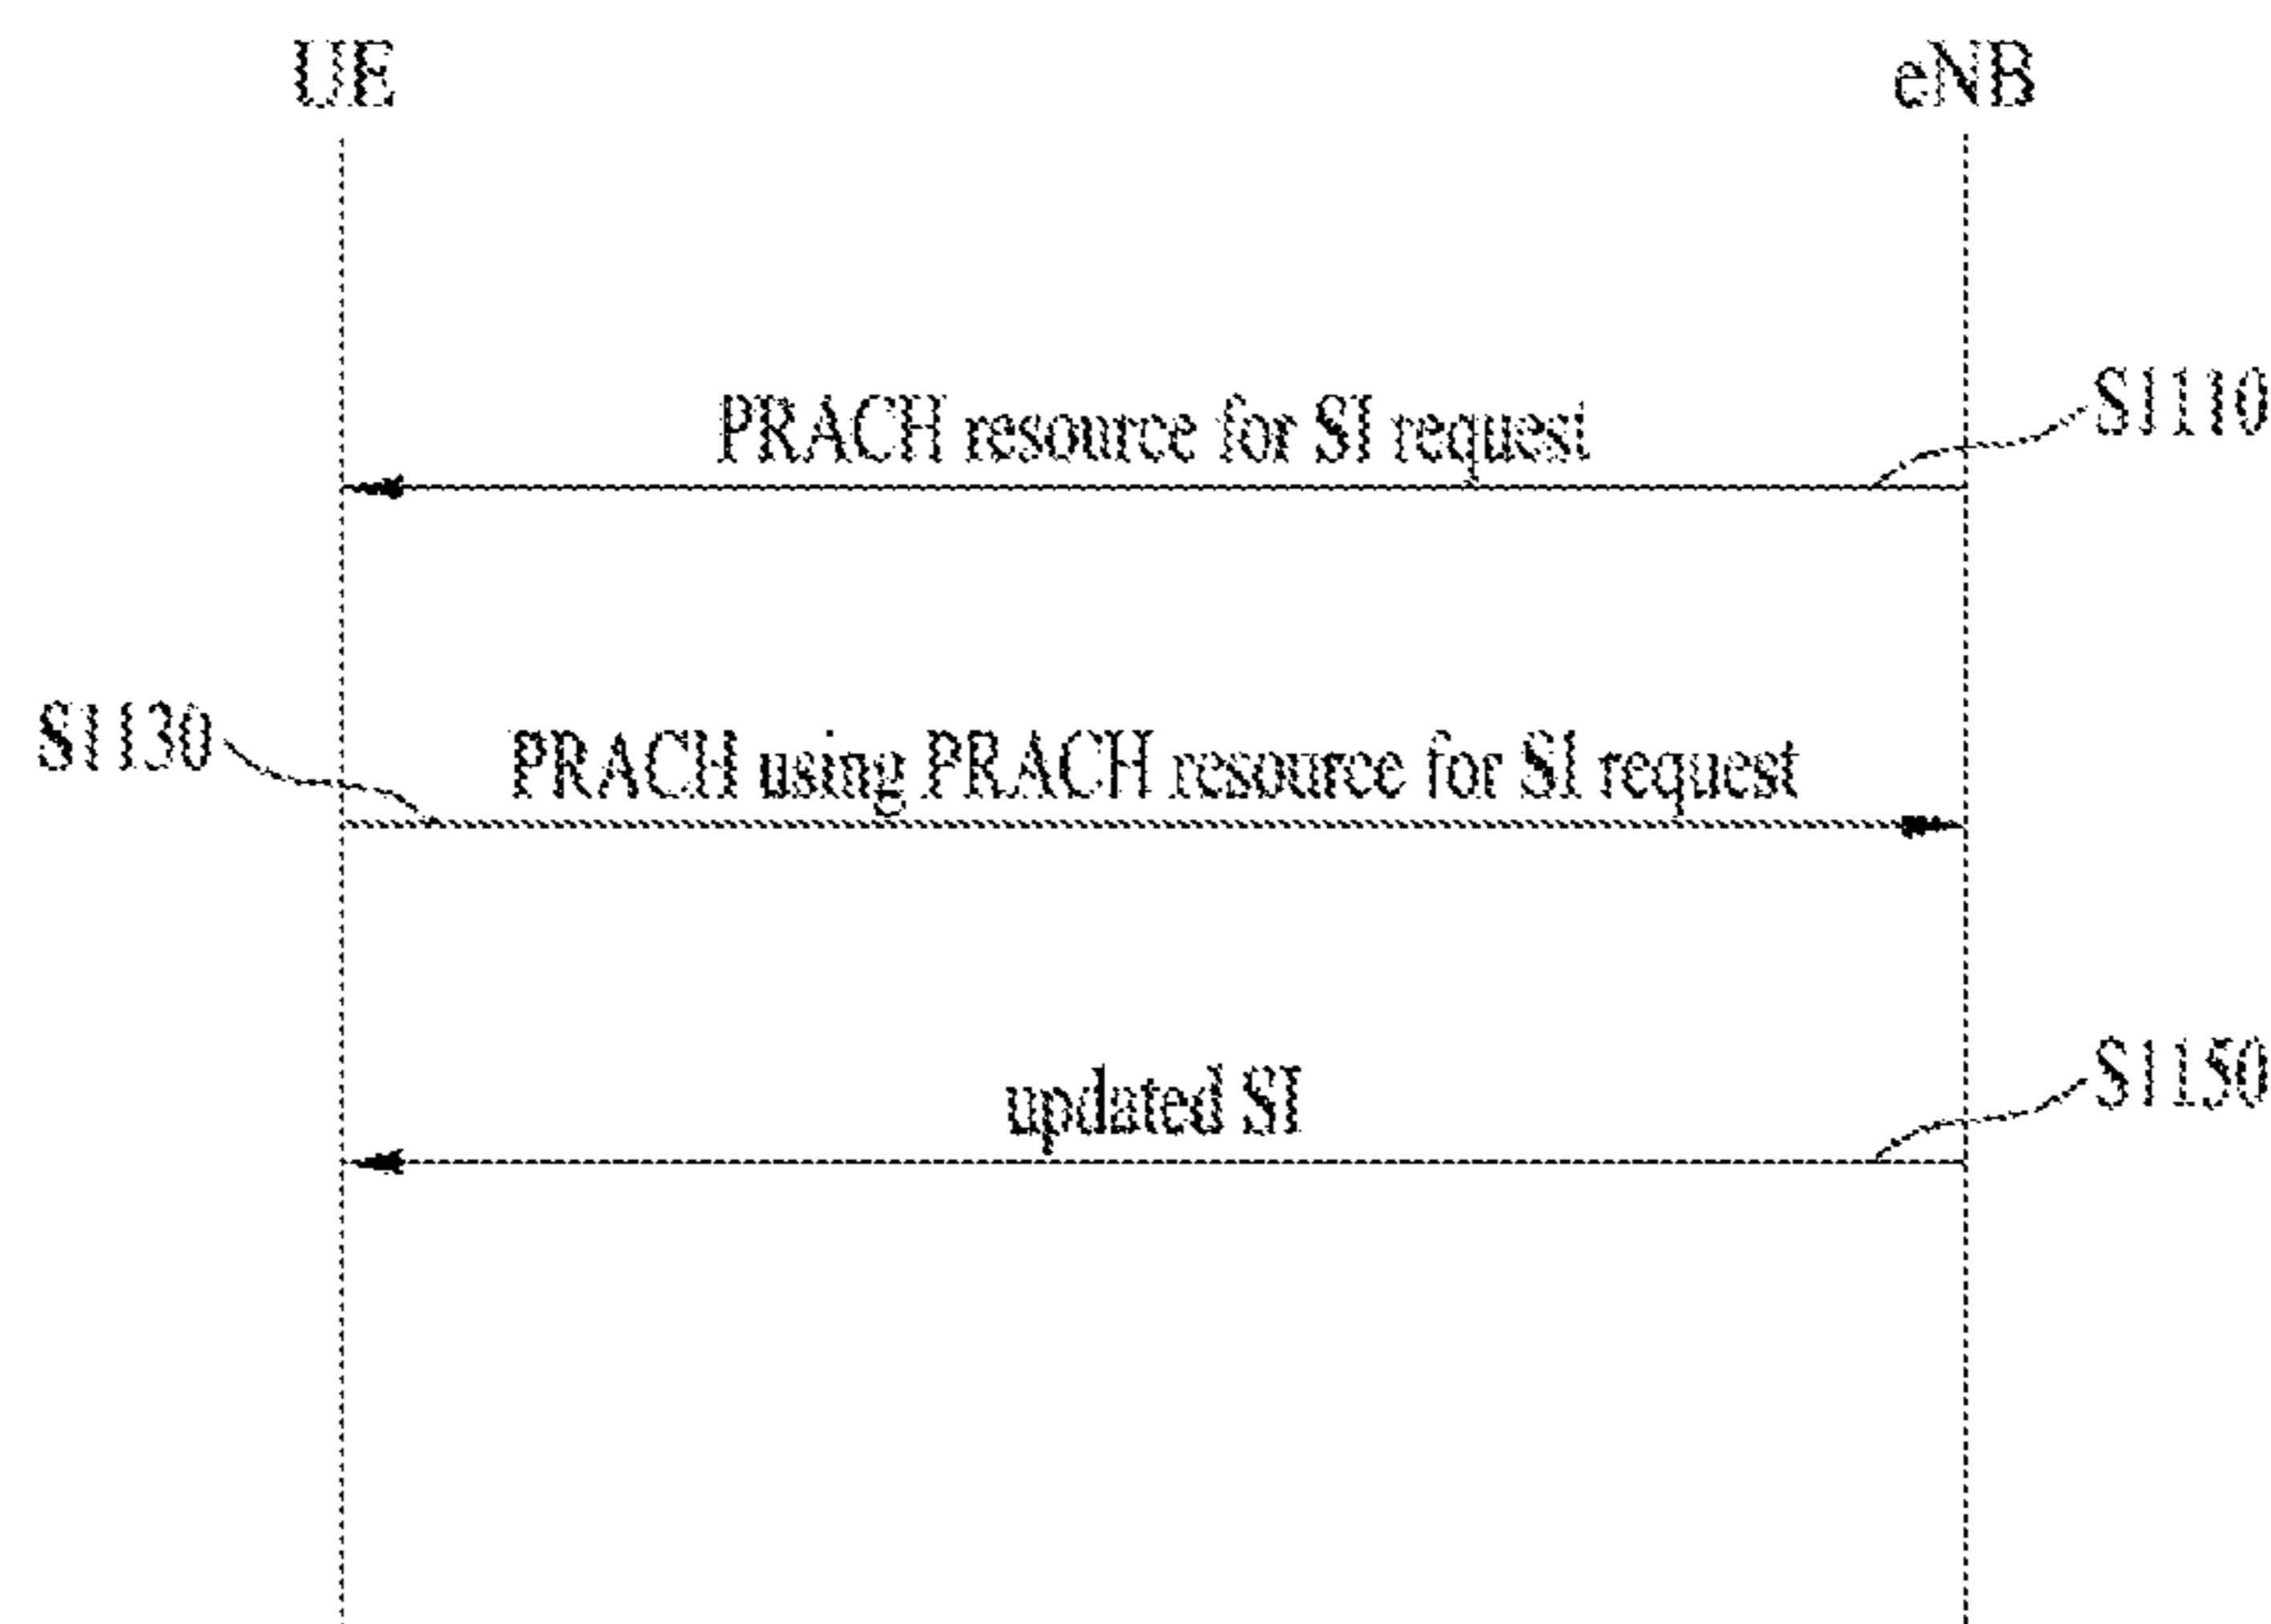 UE eNB
PRACH resource for SI request S1110
S1130 PRACH using PRACH resource for SI request
updated SI S1150